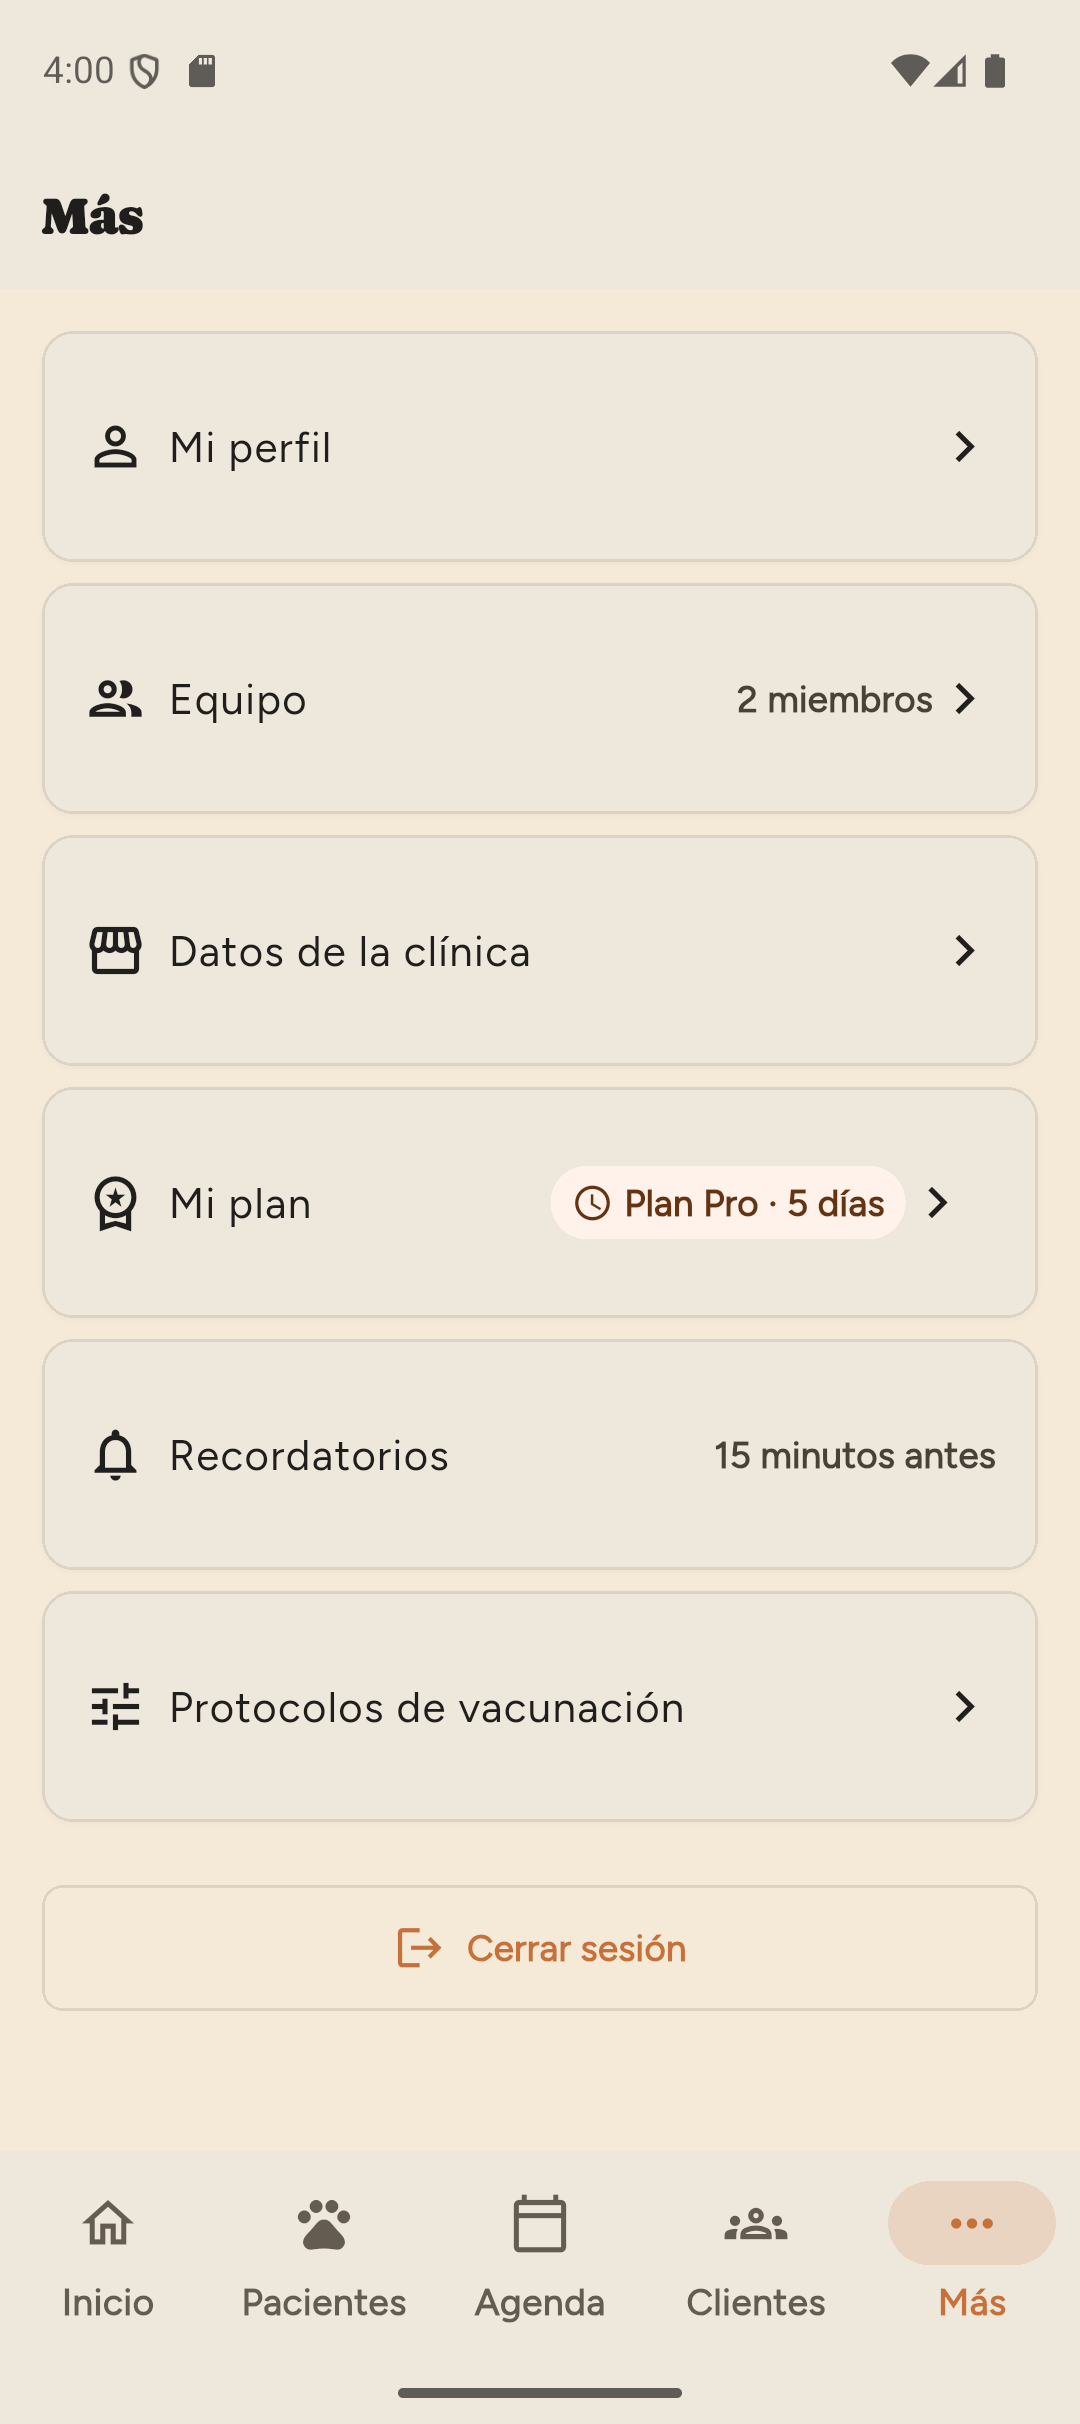 4:00
Más
Mi perfil
Equipo 2 miembros
Datos de la clínica
Mi plan Plan Pro · 5 días
Recordatorios 15 minutos antes
Protocolos de vacunación
Cerrar sesión
Inicio Pacientes Agenda Clientes Más